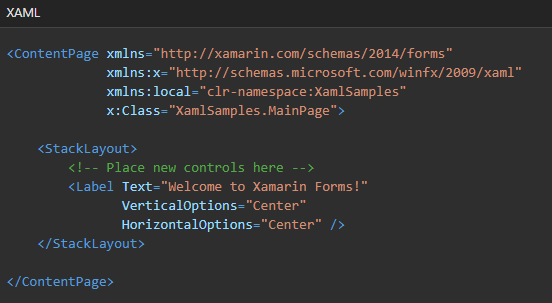 XAML
<ContentPage xmlns="http://xamarin.com/schemas/2014/forms"
             xmlns:x="http://schemas.microsoft.com/winfx/2009/xaml"
             xmlns:local="clr-namespace:XamlSamples"
             x:Class="XamlSamples.MainPage">
    <StackLayout>
        <!-- Place new controls here -->
        <Label Text="Welcome to Xamarin Forms!"
               VerticalOptions="Center"
               HorizontalOptions="Center" />
    </StackLayout>
</ContentPage>